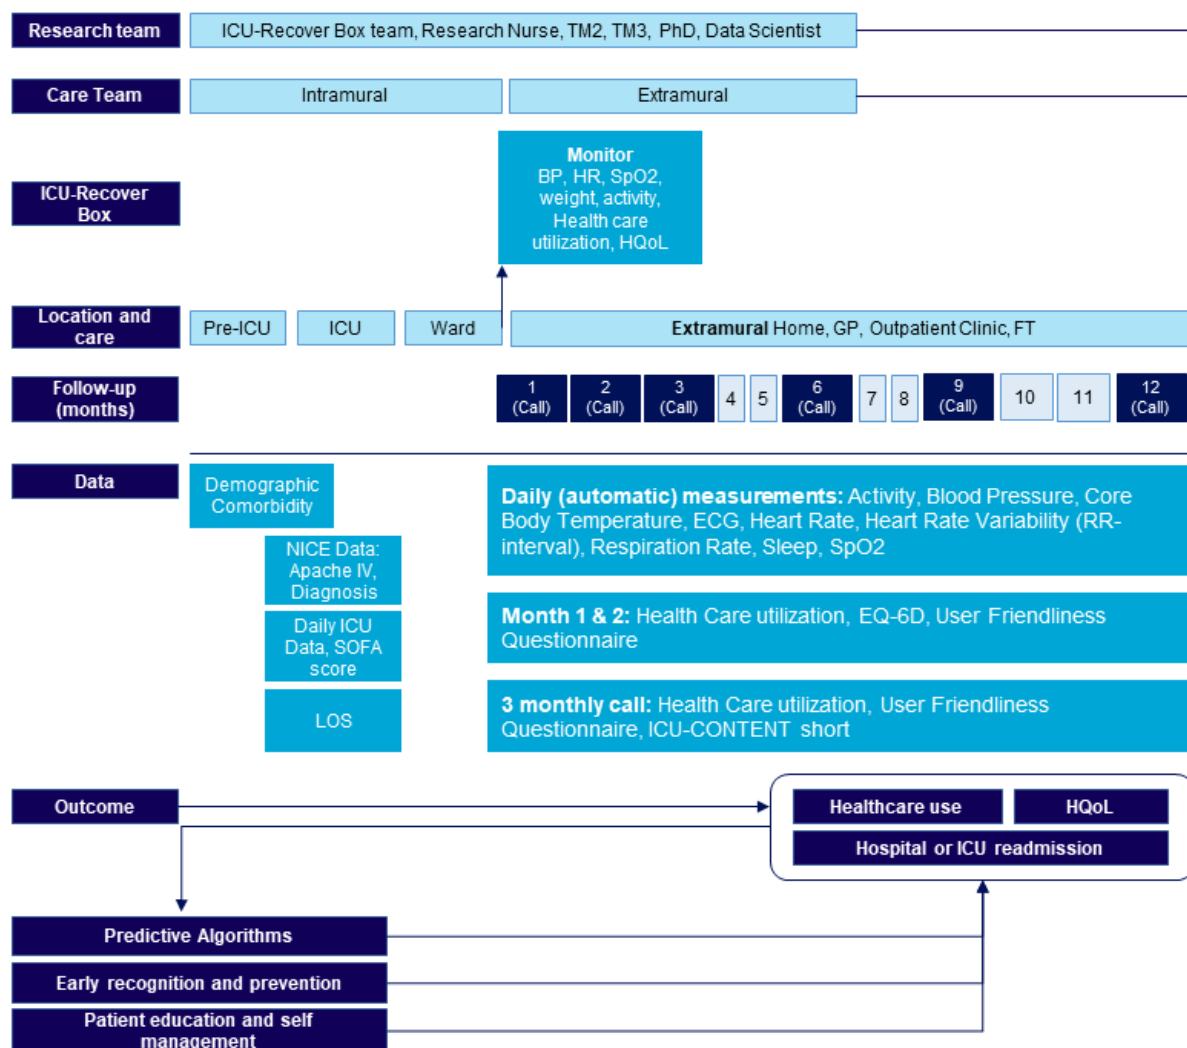 Research team
ICU-Recover Box team, Research Nurse, TM2, TM3, PhD, Data Scientist
Care Team
Intramural
Extramural
ICU-Recover
Box
Monitor
BP, HR, SpO2,
weight, activity,
Health care
utilization, HQoL
Location and
care
Pre-ICU
ICU
Ward
Extramural Home, GP, Outpatient Clinic, FT
Follow-up
(months)
1
(Call)
2
(Call)
3
(Call)
4
5
6
(Call)
7
8
9
(Call)
10
11
12
(Call)
Data
Demographic
Comorbidity
NICE Data:
Apache IV,
Diagnosis
Daily ICU
Data, SOFA
score
LOS
Daily (automatic) measurements: Activity, Blood Pressure, Core
Body Temperature, ECG, Heart Rate, Heart Rate Variability (RR-
interval), Respiration Rate, Sleep, SpO2
Month 1 & 2: Health Care utilization, EQ-6D, User Friendliness
Questionnaire
3 monthly call: Health Care utilization, User Friendliness
Questionnaire, ICU-CONTENT short
Outcome
Healthcare use
HQoL
Hospital or ICU readmission
Predictive Algorithms
Early recognition and prevention
Patient education and self
management